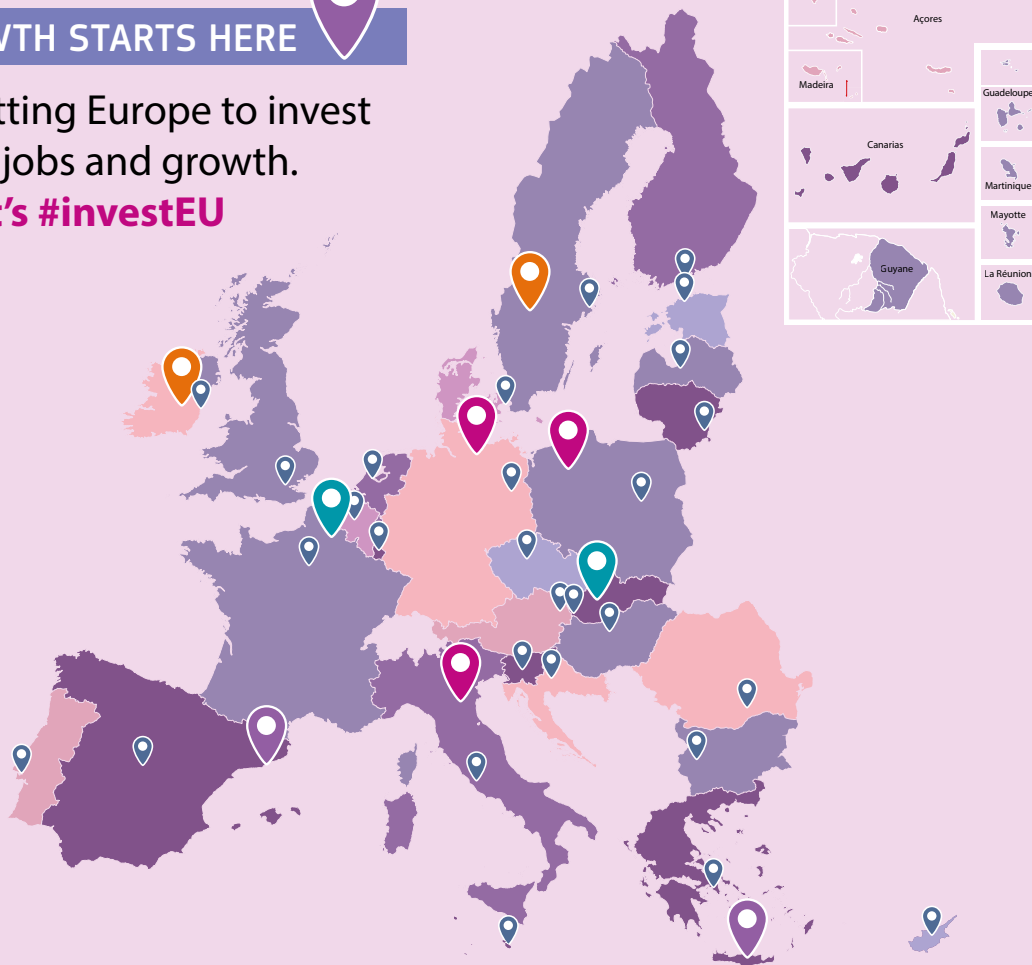 WTH STARTS HERE
tting Europe to invest
jobs and growth.
t’s #investEU
Açores
Madeira
Guadeloupe
Canarias
Martinique
Mayotte
Guyane
La Réunion